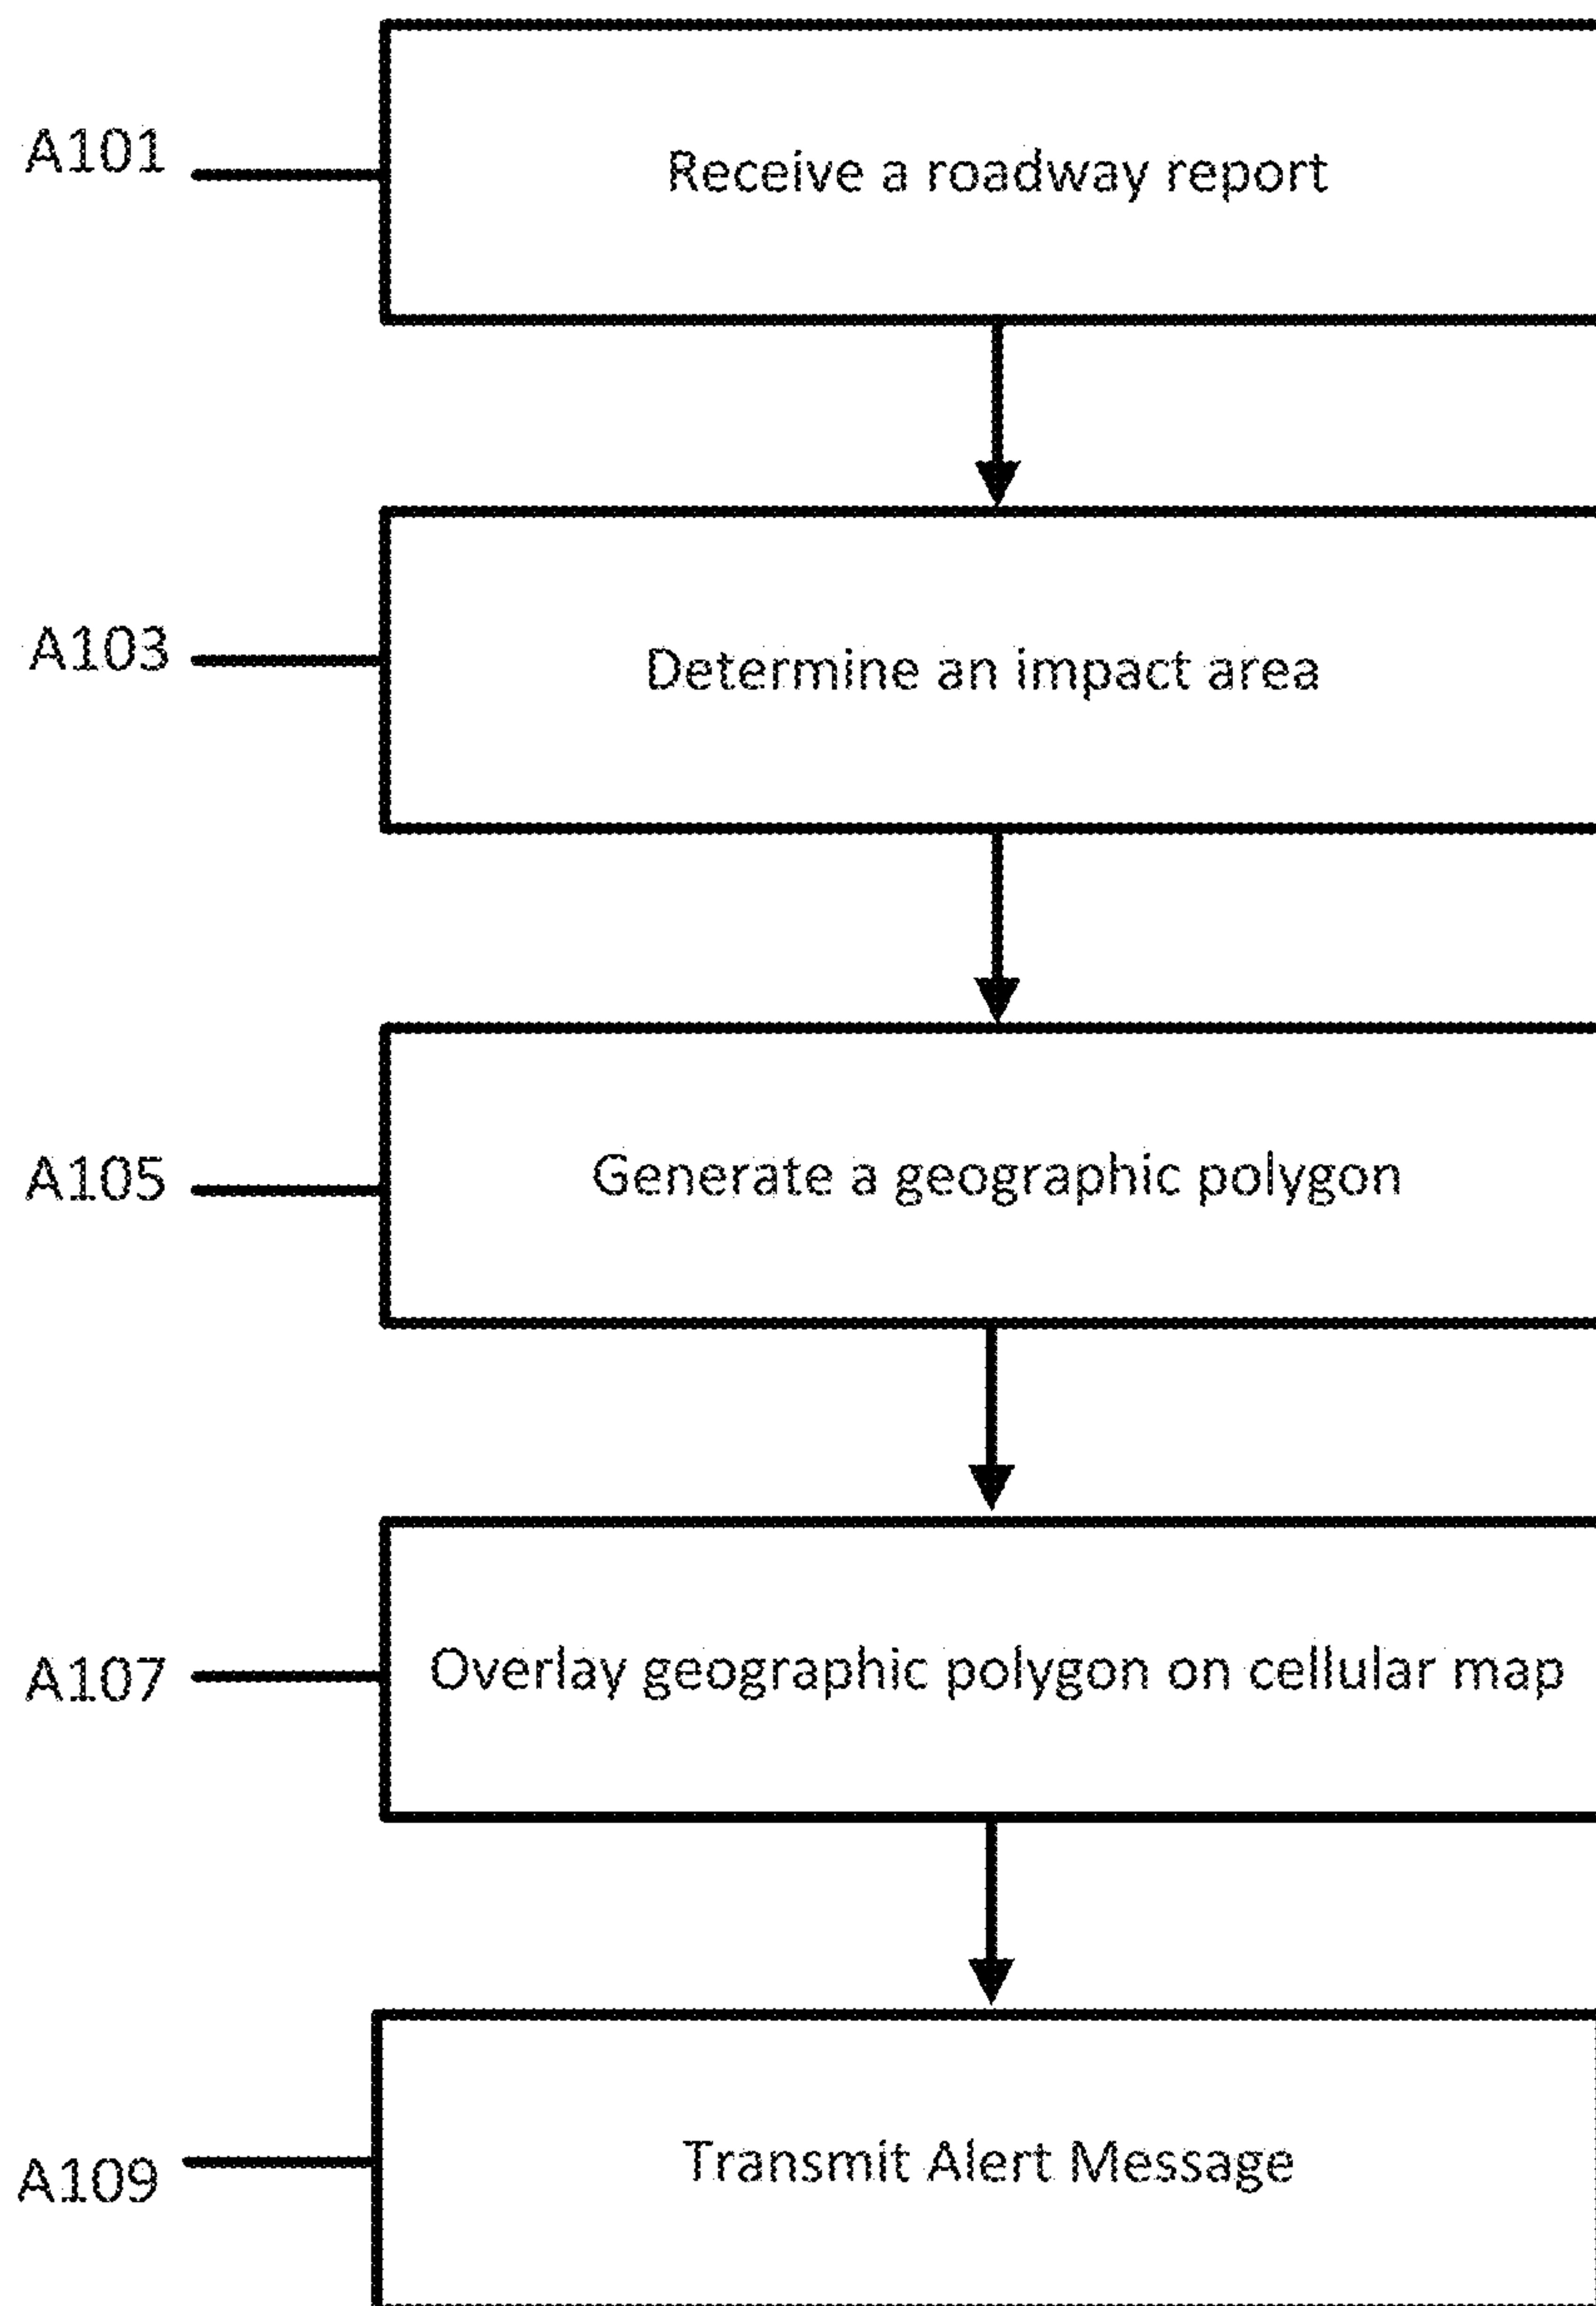 A101
Receive a roadway report
A103
Determine an impact area
A105
Generate a geographic polygon
A107
Overlay geographic polygon on cellular map
A109
Transmit Alert Message